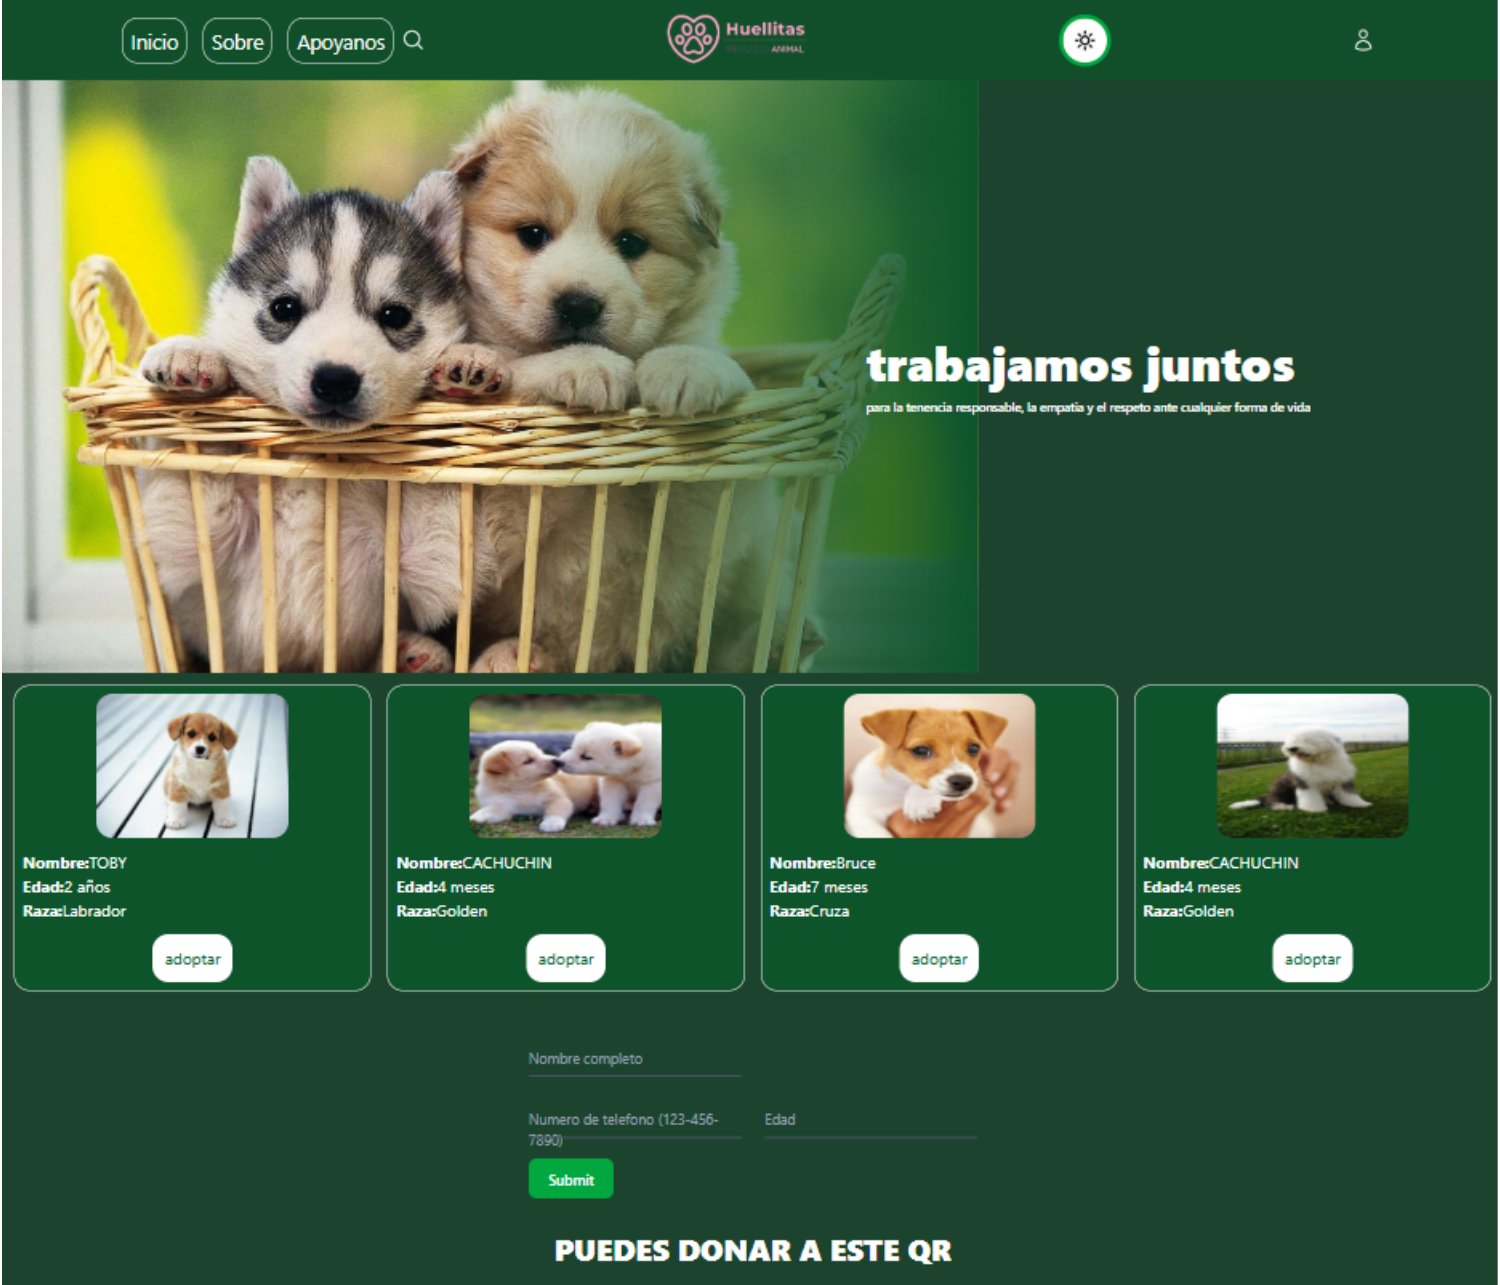 Inicio
Sobre
Apoyanos
Huellitas
REFUGIO ANIMAL
trabajamos juntos
para la tenencia responsable, la empatia y el respeto ante cualquier forma de vida
Nombre:TOBY
Edad:2 años
Raza:Labrador
adoptar
Nombre:CACHUCHIN
Edad:4 meses
Raza:Golden
adoptar
Nombre:Bruce
Edad:7 meses
Raza:Cruza
adoptar
Nombre:CACHUCHIN
Edad:4 meses
Raza:Golden
adoptar
Nombre completo
Numero de telefono (123-456-
7890)
Edad
Submit
PUEDES DONAR A ESTE QR